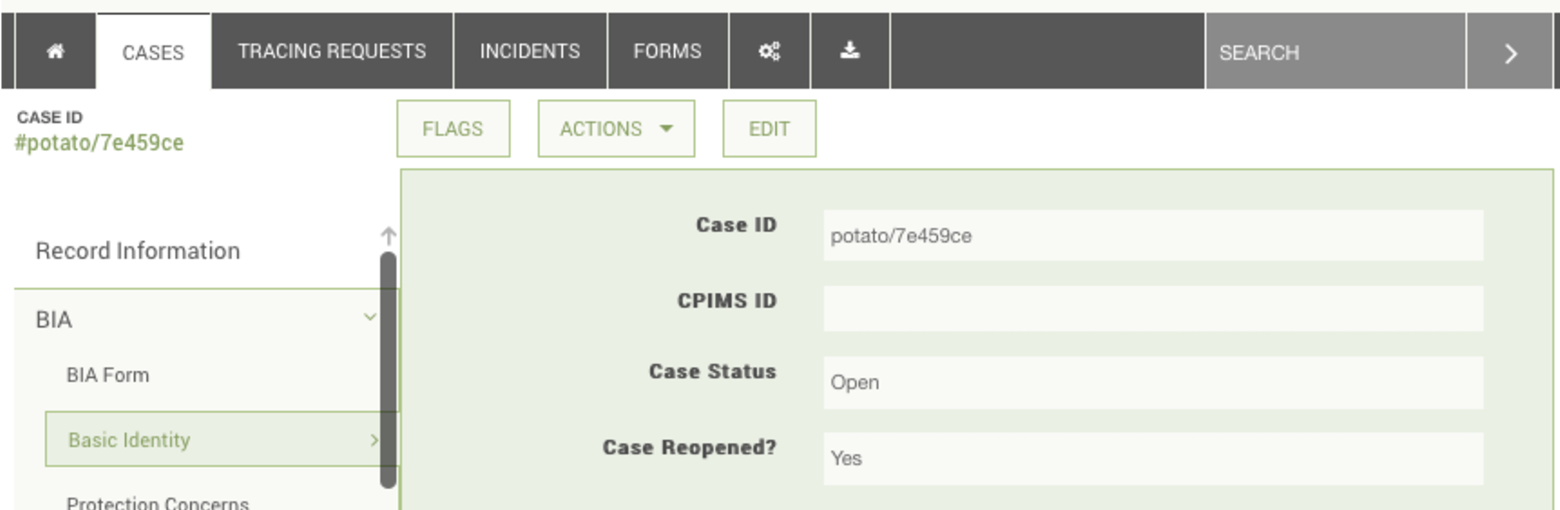 CASES TRACING REQUESTS INCIDENTS FORMS SEARCH
CASE ID
#potato/7e459ce
FLAGS ACTIONS EDIT
Record Information
BIA
BIA Form
Basic Identity
Protection Concerns
Case ID potato/7e459ce
CPIMS ID
Case Status Open
Case Reopened? Yes